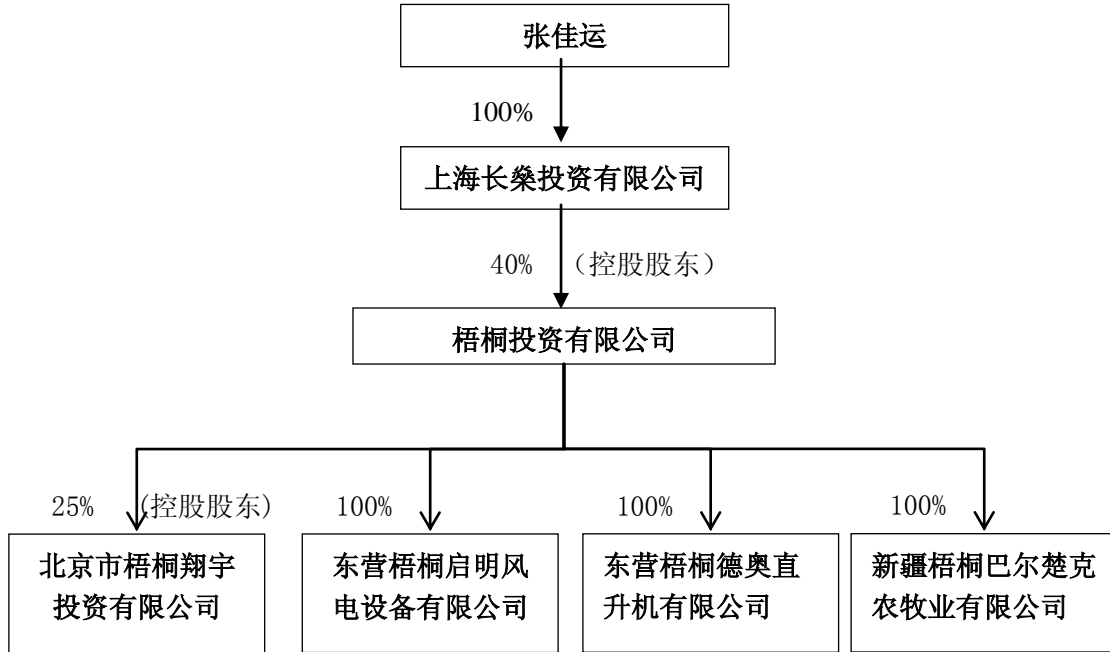 张佳运
100%
上海长燊投资有限公司
40% （控股股东）
梧桐投资有限公司
25% (控股股东) 100% 100% 100%
北京市梧桐翔宇
投资有限公司
东营梧桐启明风
电设备有限公司
东营梧桐德奥直
升机有限公司
新疆梧桐巴尔楚克
农牧业有限公司